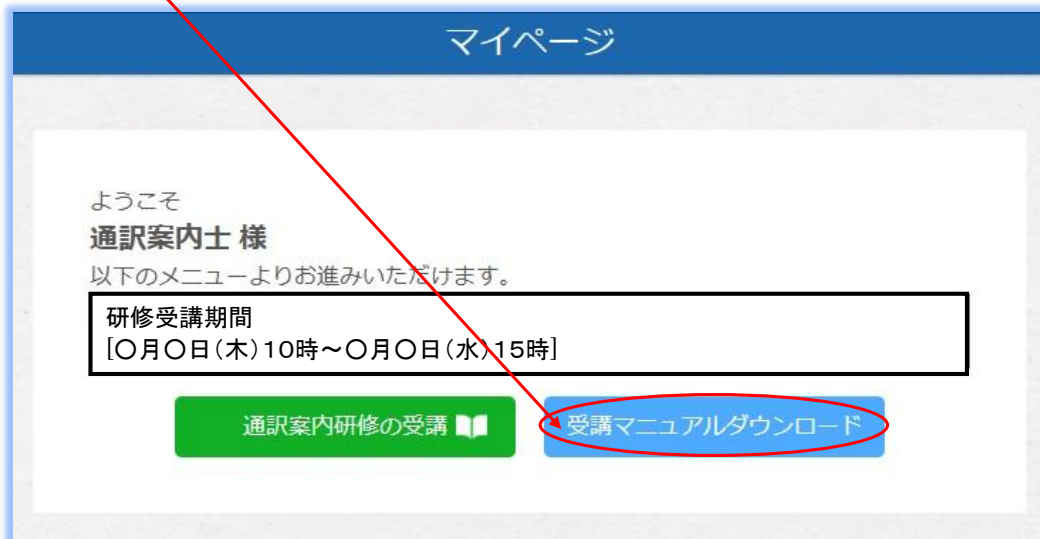 マイページ
ようこそ
通訳案内士 様
以下のメニューよりお進みいただけます。
研修受講期間
[〇月〇日(木)10時~〇月〇日(水)15時]
通訳案内研修の受講
受講マニュアルダウンロード